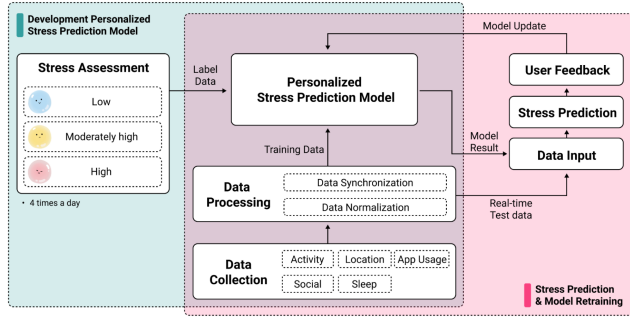 Development Personalized
Stress Prediction Model
Stress Assessment
Low
Moderately high
High
• 4 times a day
Label
Data
Personalized
Stress Prediction Model
Training Data
Data
Processing
Data Synchronization
Data Normalization
Data
Collection
Activity
Location
App Usage
Social
Sleep
Model Update
User Feedback
Stress Prediction
Data Input
Model
Result
Real-time
Test data
Stress Prediction
& Model Retraining